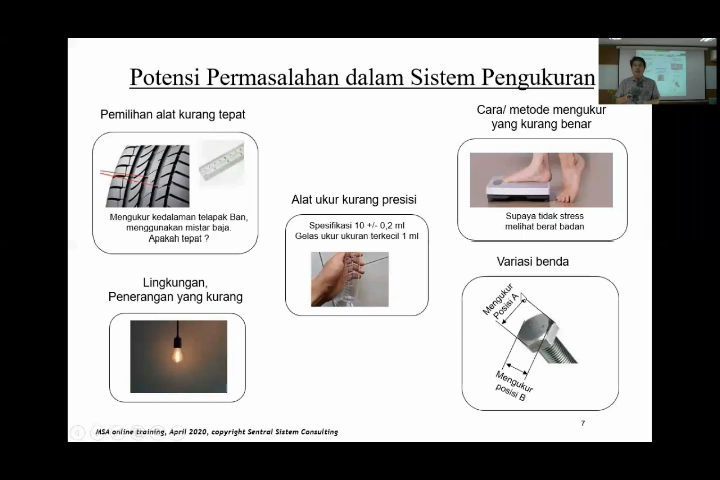 Potensi Permasalahan dalam Sistem Pengukuran
Pemilihan alat kurang tepat
Mengukur kedalaman telapak Ban,
menggunakan mistar baja.
Apakah tepat ?
Lingkungan,
Penerangan yang kurang
Alat ukur kurang presisi
Spesifikasi 10 +/- 0,2 ml
Gelas ukur ukuran terkecil 1 ml
Cara/ metode mengukur
yang kurang benar
Supaya tidak stress
melihat berat badan
Variasi benda
Mengukur
Posisi A
Mengukur
posisi B
7
MSA online training, April 2020, copyright Sentral Sistem Consulting